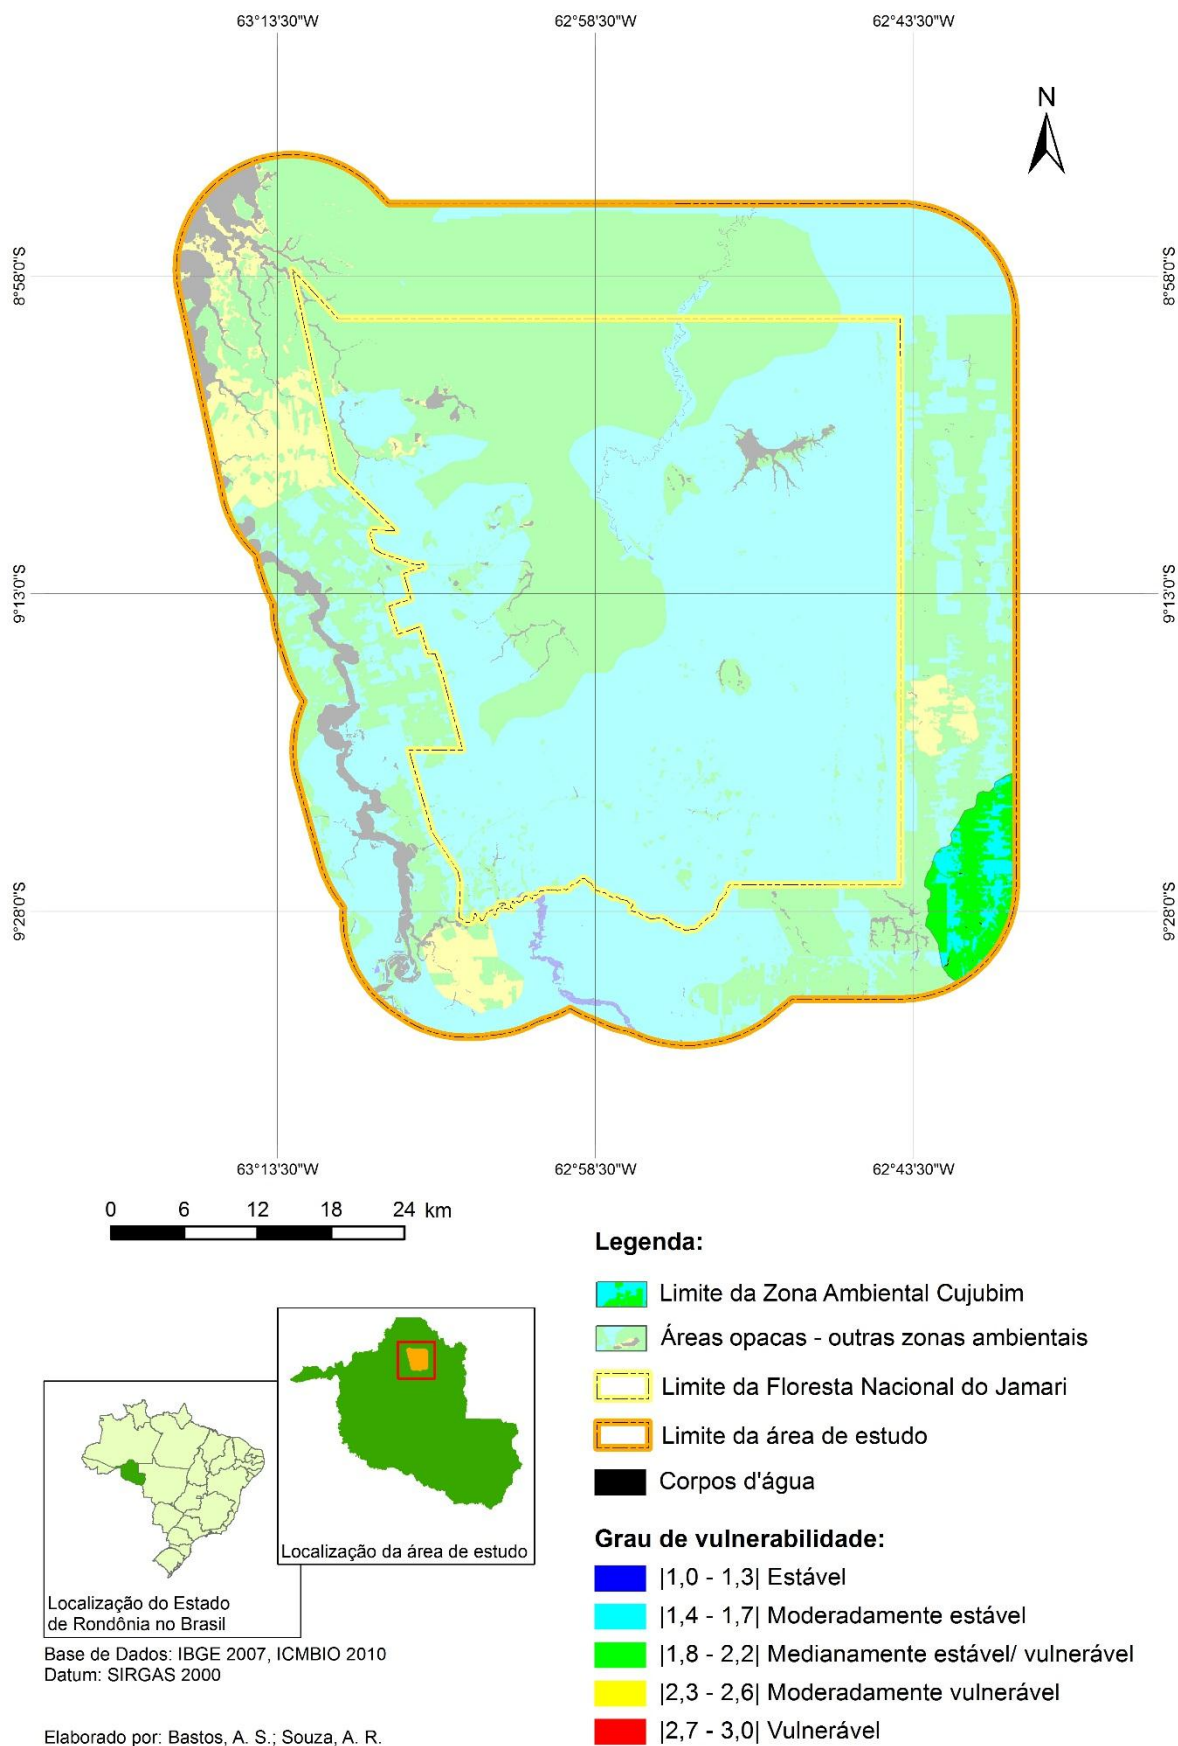 63°13'30"W
62°58'30"W
62°43'30"W
N
8°58'0"S
8°58'0"S
9°13'0"S
9°13'0"S
9°28'0"S
9°28'0"S
63°13'30"W
62°58'30"W
62°43'30"W
0 6 12 18 24 km
Legenda:
Limite da Zona Ambiental Cujubim
Áreas opacas - outras zonas ambientais
Limite da Floresta Nacional do Jamari
Limite da área de estudo
Corpos d'água
Grau de vulnerabilidade:
|1,0 - 1,3| Estável
|1,4 - 1,7| Moderadamente estável
|1,8 - 2,2| Medianamente estável/ vulnerável
|2,3 - 2,6| Moderadamente vulnerável
|2,7 - 3,0| Vulnerável
Localização da área de estudo
Localização do Estado
de Rondônia no Brasil
Base de Dados: IBGE 2007, ICMBIO 2010
Datum: SIRGAS 2000
Elaborado por: Bastos, A. S.; Souza, A. R.